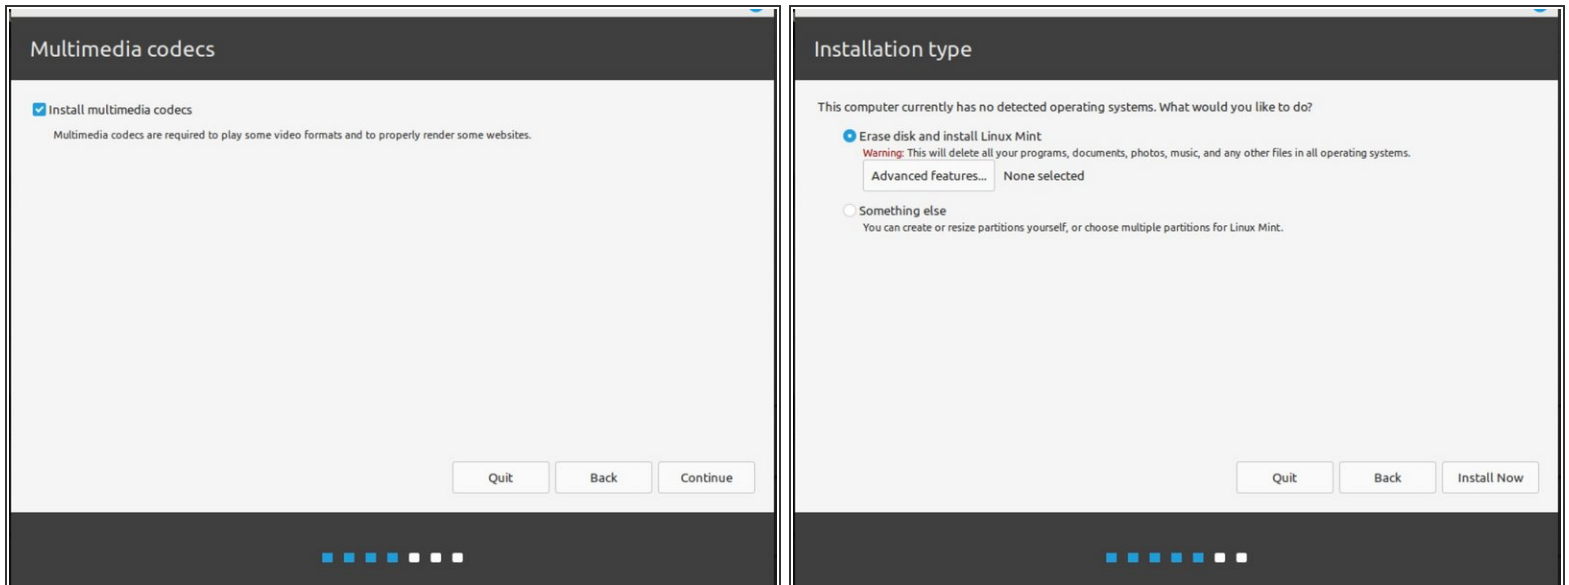 Multimedia codecs
Install multimedia codecs
Multimedia codecs are required to play some video formats and to properly render some websites.
Quit
Back
Continue
Installation type
This computer currently has no detected operating systems. What would you like to do?
Erase disk and install Linux Mint
Warning: This will delete all your programs, documents, photos, music, and any other files in all operating systems.
Advanced features... None selected
Something else
You can create or resize partitions yourself, or choose multiple partitions for Linux Mint.
Quit
Back
Install Now